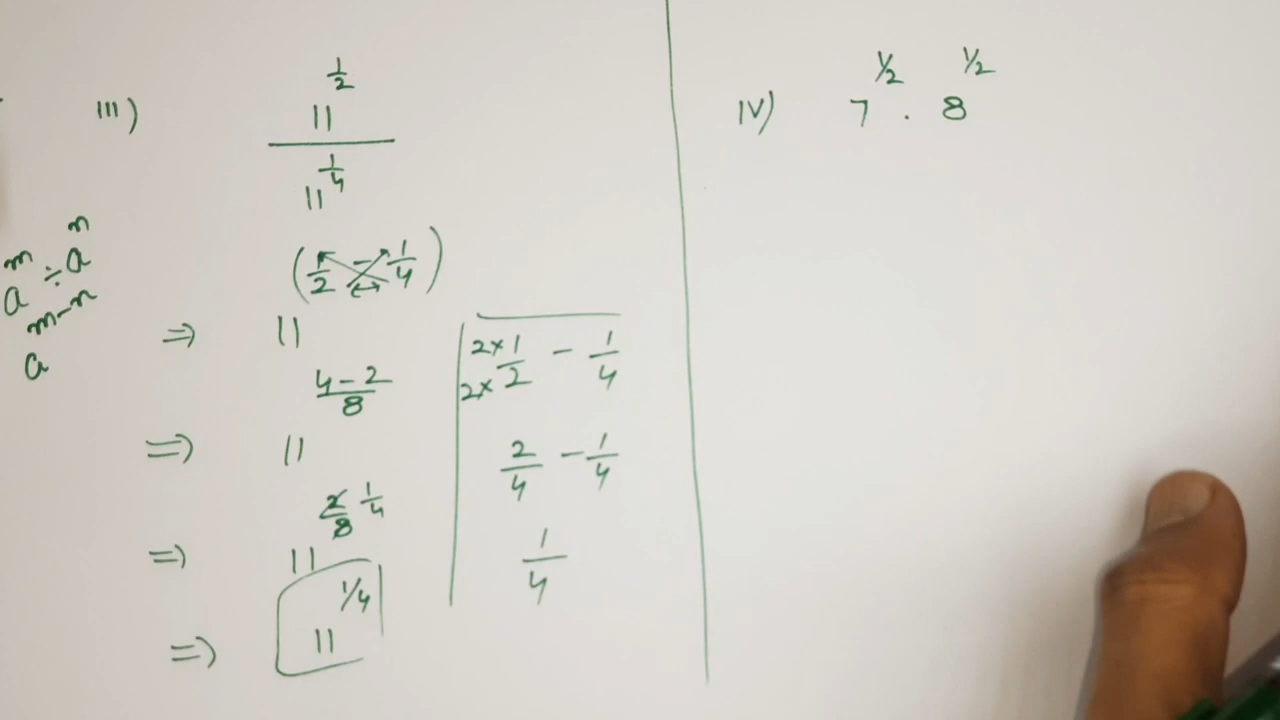 III) 11^(1/2) / 11^(1/4)
a^m ÷ a^n
a^(m-n)
⇒ 11^(1/2 - 1/4)
⇒ 11^((4-2)/8)
⇒ 11^(2/8 1/4)
⇒ 11^(1/4)
2×1/2×2 - 1/4
2/4 - 1/4
1/4
IV) 7^(1/2) . 8^(1/2)